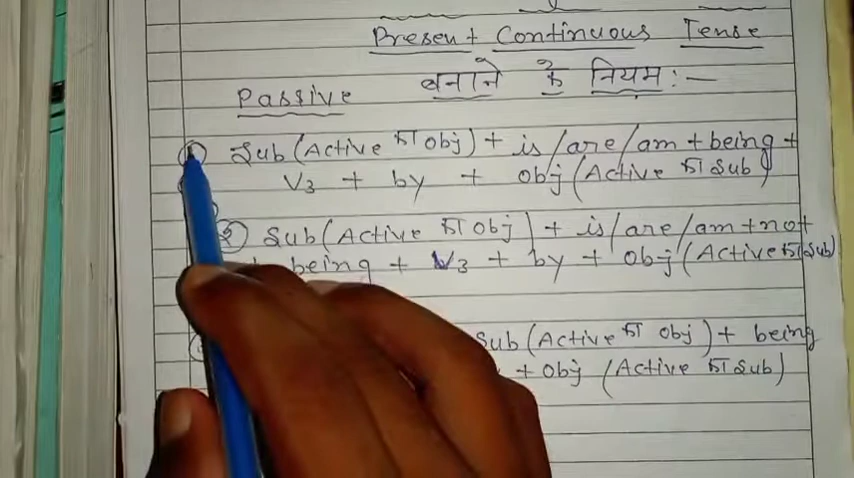 Present Continuous Tense
Passive बनाने के नियम :-
Sub (Active का obj) + is/are/am + being +
V3 + by + obj (Active का Sub)
२ Sub (Active का obj) + is/are/am + not
+ being + V3 + by + obj (Active का Sub)
Sub (Active का obj) + being
+ obj (Active का Sub)